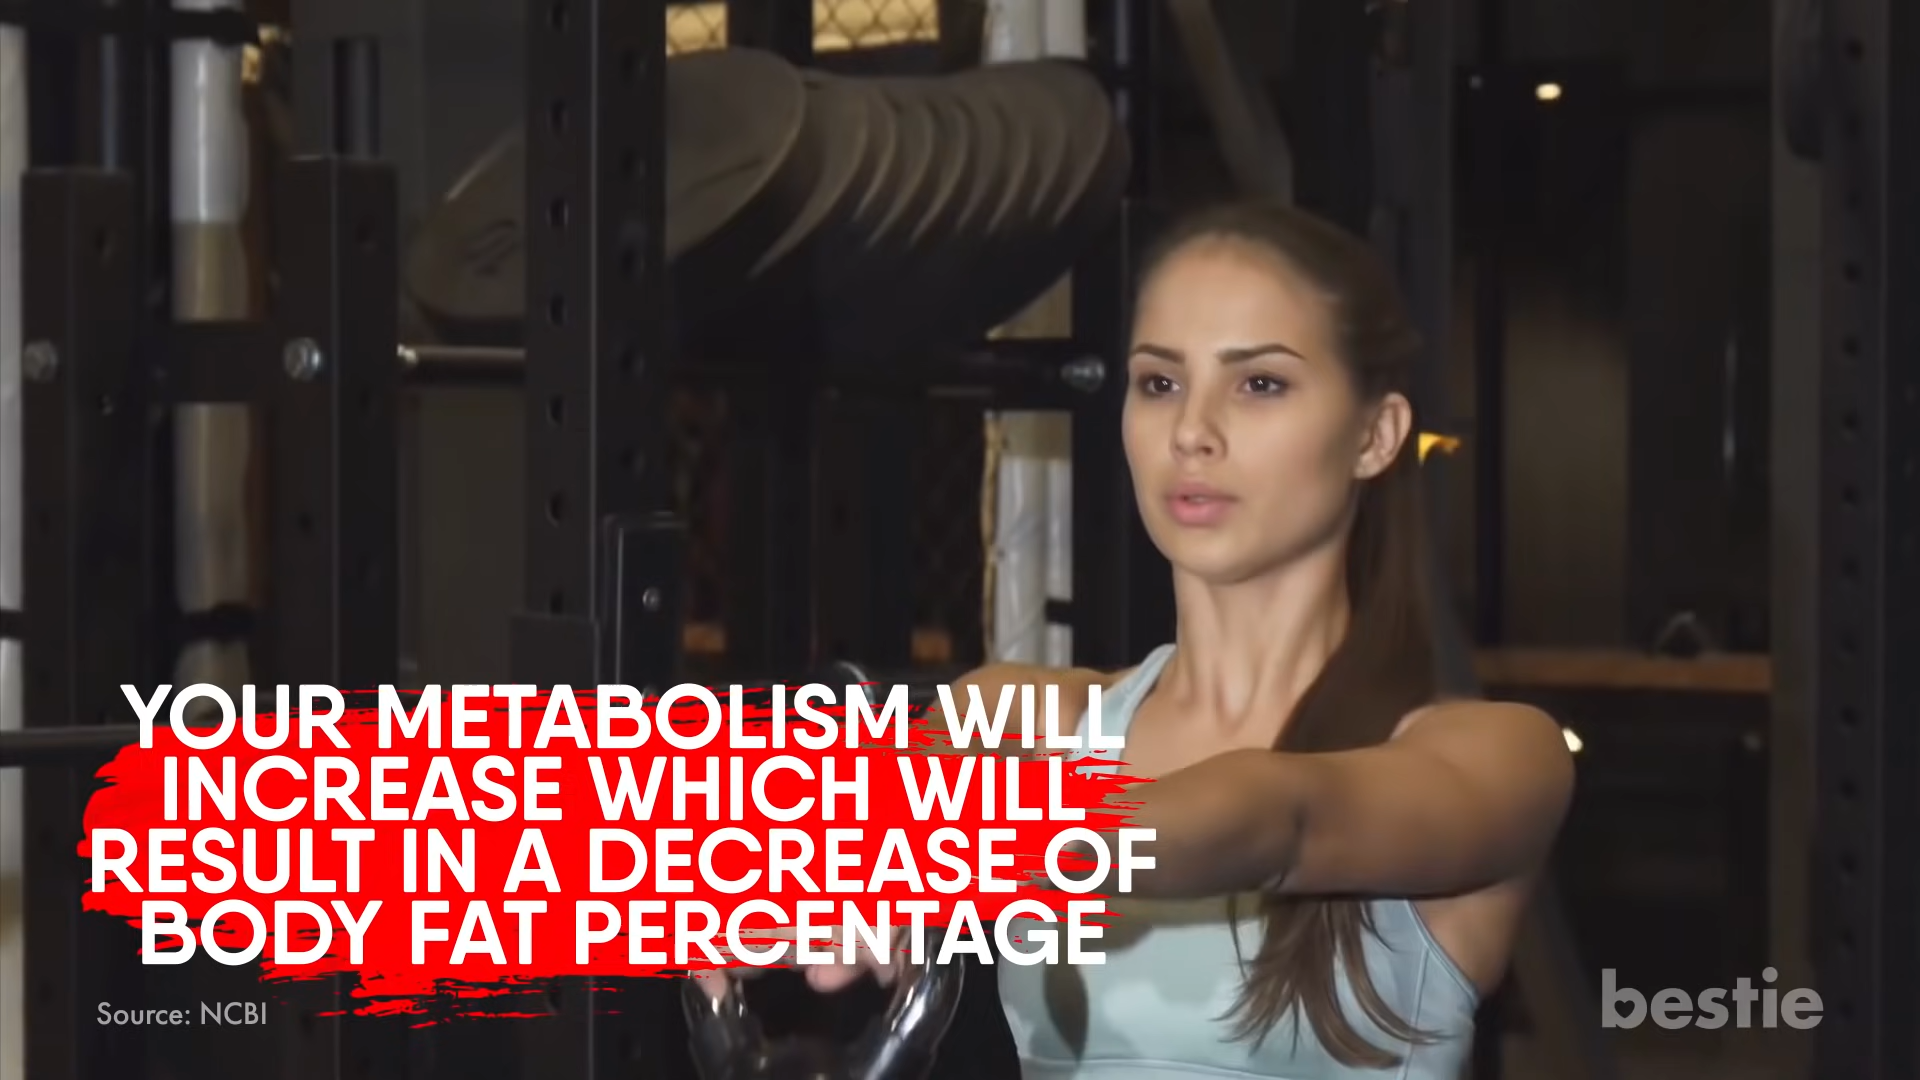 YOUR METABOLISM WILL
INCREASE WHICH WILL
RESULT IN A DECREASE OF
BODY FAT PERCENTAGE
Source: NCBI
bestie